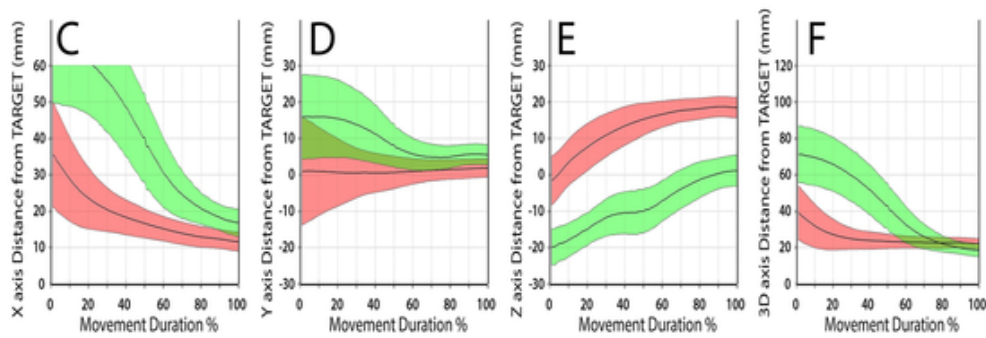 C
X axis Distance from TARGET (mm)
60
50
40
30
20
10
0
0 20 40 60 80 100
Movement Duration %
D
Y axis Distance from TARGET (mm)
30
20
10
0
-10
-20
-30
0 20 40 60 80 100
Movement Duration %
E
Z axis Distance from TARGET (mm)
30
20
10
0
-10
-20
-30
0 20 40 60 80 100
Movement Duration %
F
3D axis Distance from TARGET (mm)
120
100
80
60
40
20
0
0 20 40 60 80 100
Movement Duration %